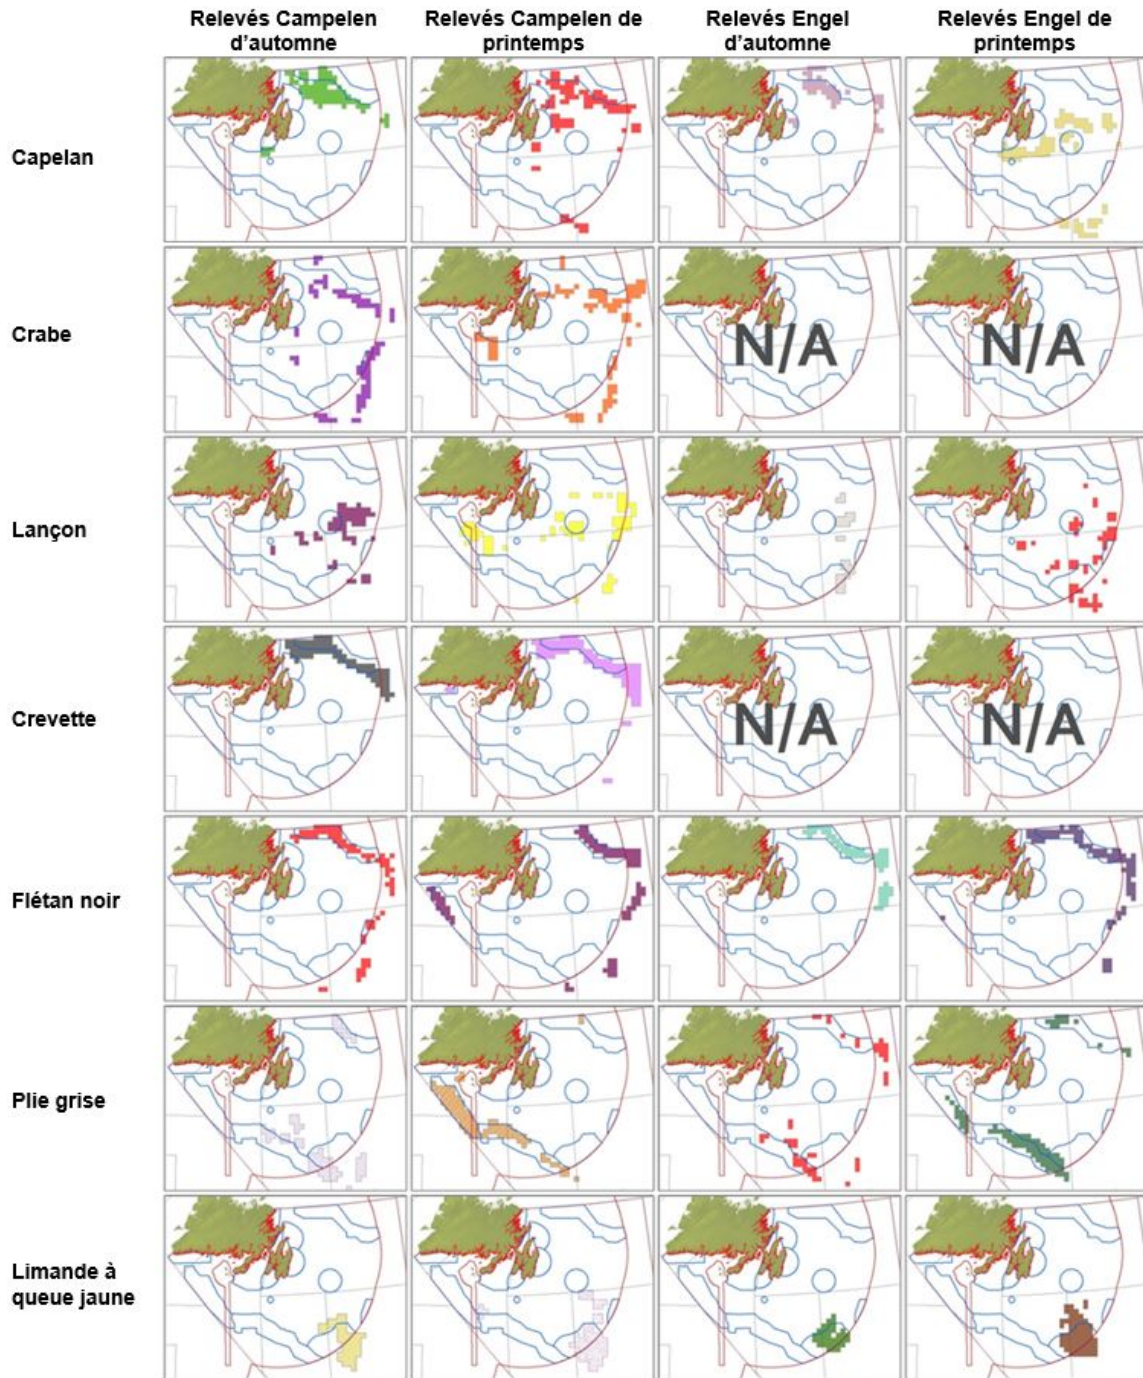 Relevés Campelen
d'automne
Relevés Campelen de
printemps
Relevés Engel
d'automne
Relevés Engel de
printemps
Capelan
Crabe
N/A
N/A
Lançon
Crevette
N/A
N/A
Flétan noir
Plie grise
Limande à
queue jaune